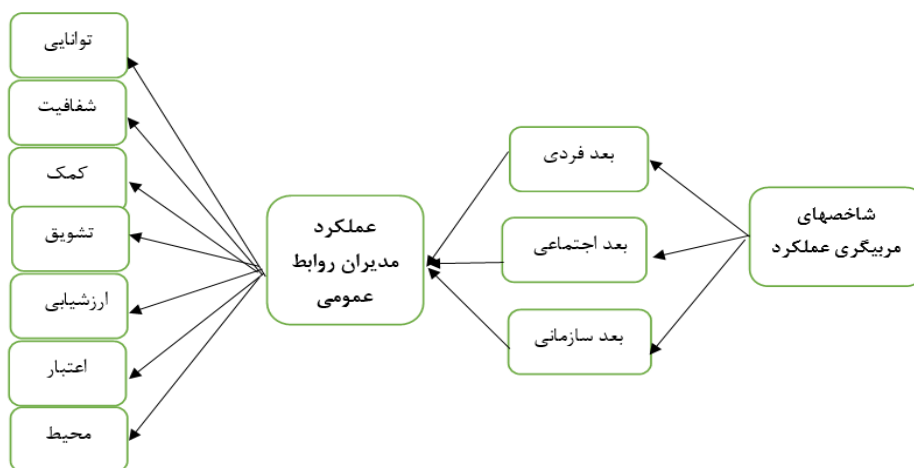 شاخصهای
مربیگری عملکرد
بعد فردی
بعد اجتماعی
بعد سازمانی
عملکرد
مدیران روابط
عمومی
توانایی
شفافیت
کمک
تشویق
ارزشیابی
اعتبار
محیط